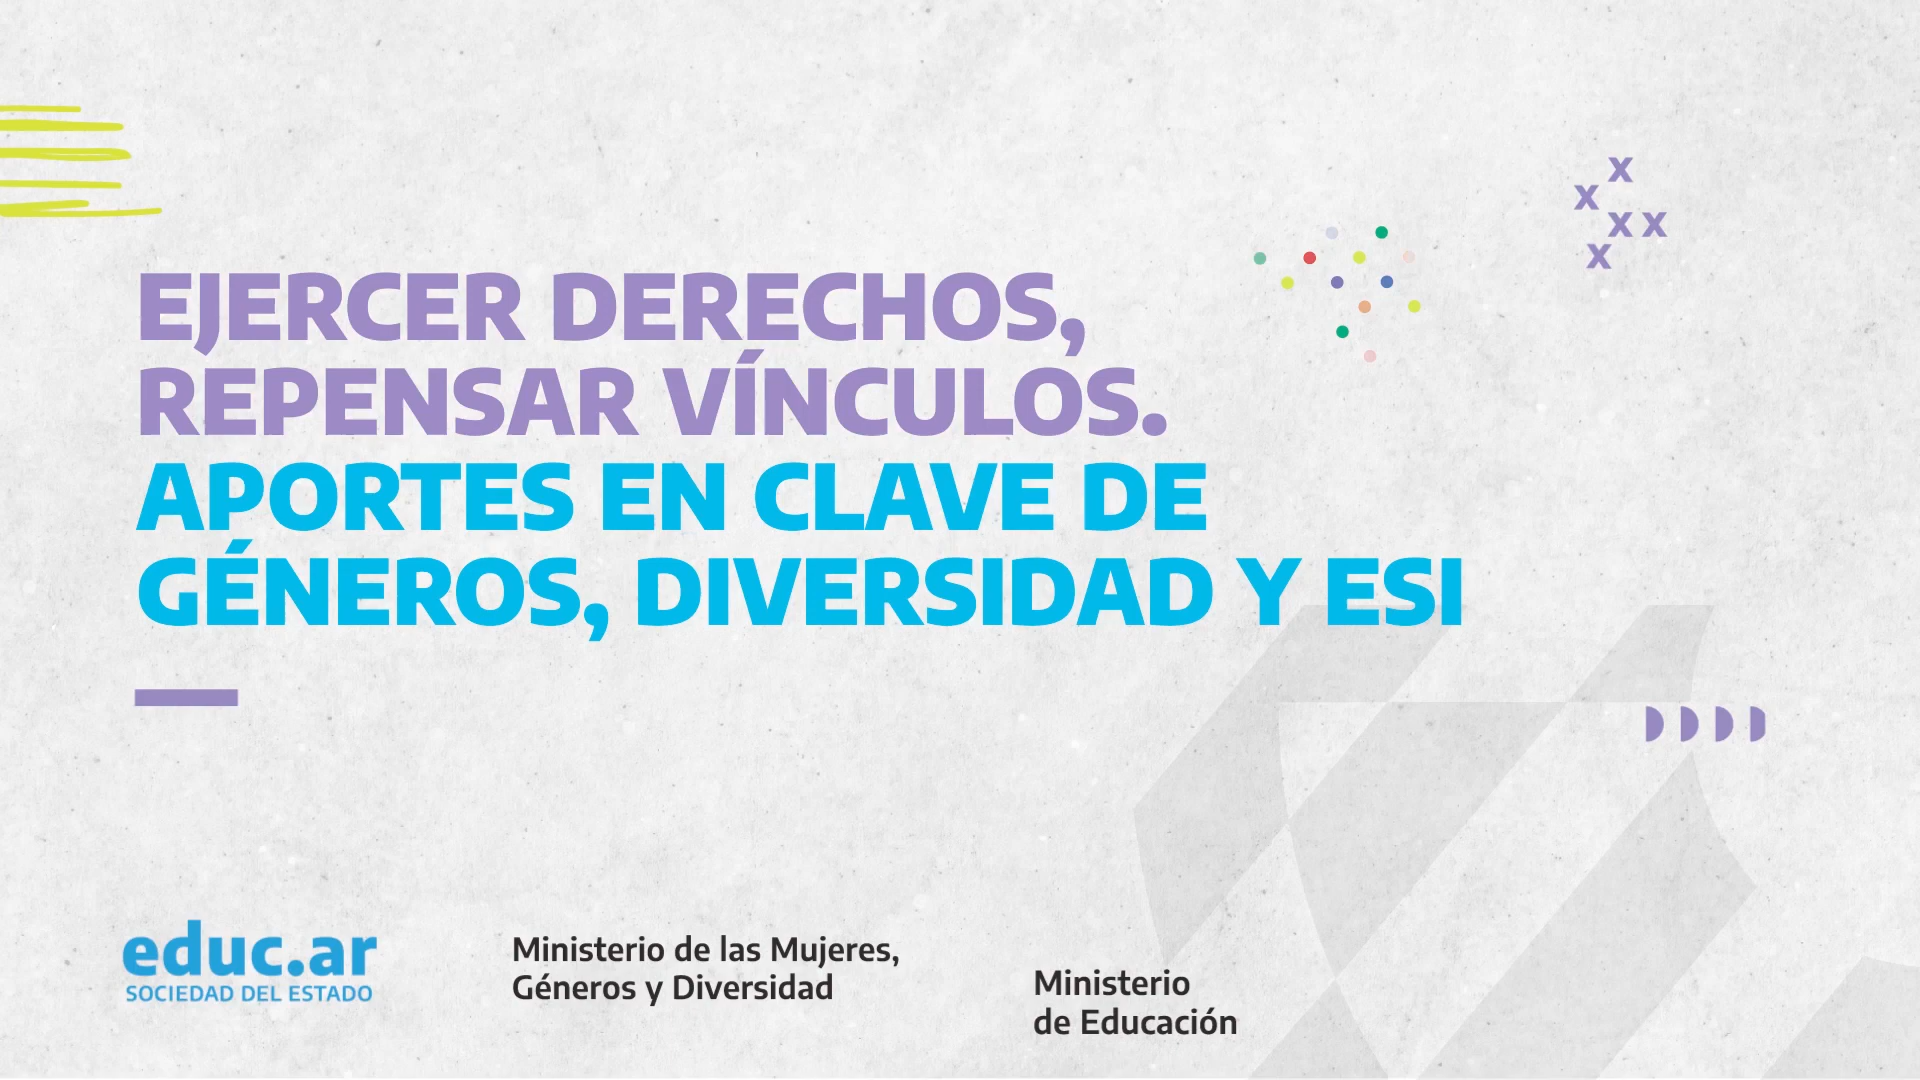 EJERCER DERECHOS,
REPENSAR VÍNCULOS.
APORTES EN CLAVE DE
GÉNEROS, DIVERSIDAD Y ESI
educ.ar
SOCIEDAD DEL ESTADO
Ministerio de las Mujeres,
Géneros y Diversidad
Ministerio
de Educación